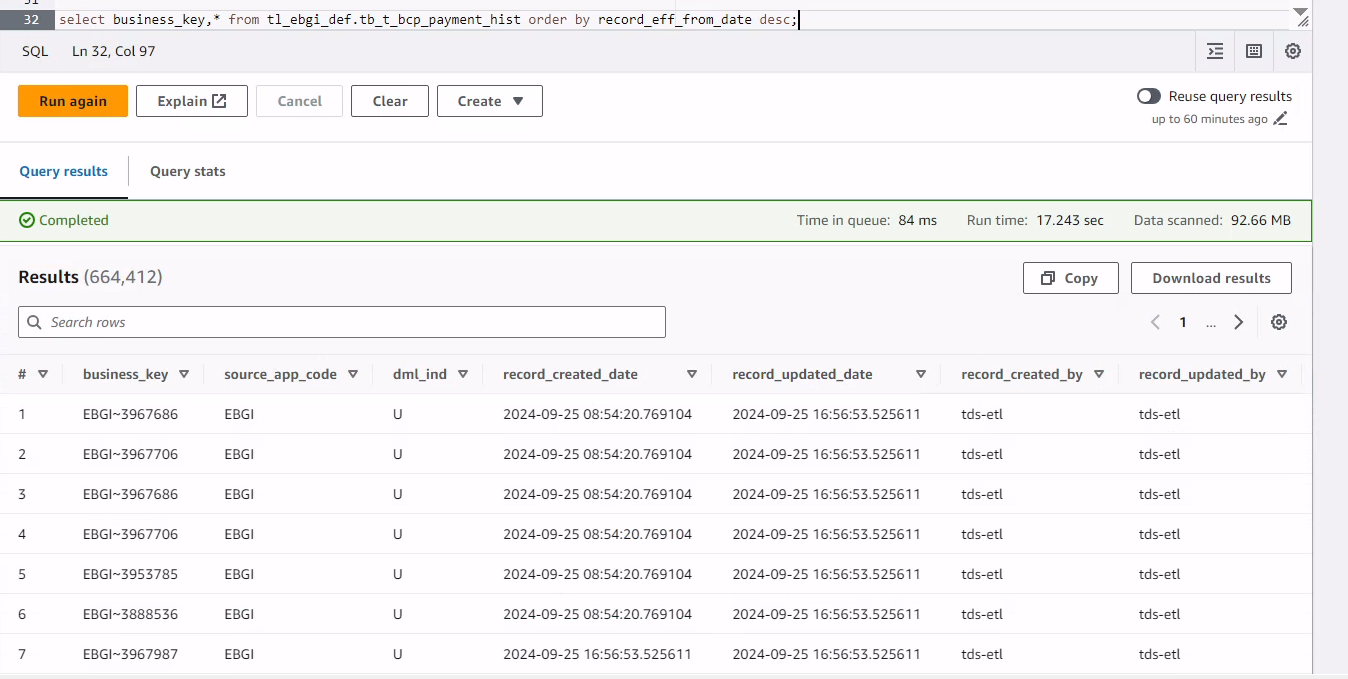 32 select business_key,* from tl_ebgi_def.tb_t_bcp_payment_hist order by record_eff_from_date desc;
SQL Ln 32, Col 97
Run again Explain Cancel Clear Create Reuse query results
up to 60 minutes ago
Query results Query stats
Completed Time in queue: 84 ms Run time: 17.243 sec Data scanned: 92.66 MB
Results (664,412) Copy Download results
Search rows 1 ...
# business_key source_app_code dml_ind record_created_date record_updated_date record_created_by record_updated_by
1 EBGI~3967686 EBGI U 2024-09-25 08:54:20.769104 2024-09-25 16:56:53.525611 tds-etl tds-etl
2 EBGI~3967706 EBGI U 2024-09-25 08:54:20.769104 2024-09-25 16:56:53.525611 tds-etl tds-etl
3 EBGI~3967686 EBGI U 2024-09-25 08:54:20.769104 2024-09-25 16:56:53.525611 tds-etl tds-etl
4 EBGI~3967706 EBGI U 2024-09-25 08:54:20.769104 2024-09-25 16:56:53.525611 tds-etl tds-etl
5 EBGI~3953785 EBGI U 2024-09-25 08:54:20.769104 2024-09-25 16:56:53.525611 tds-etl tds-etl
6 EBGI~3888536 EBGI U 2024-09-25 08:54:20.769104 2024-09-25 16:56:53.525611 tds-etl tds-etl
7 EBGI~3967987 EBGI U 2024-09-25 16:56:53.525611 2024-09-25 16:56:53.525611 tds-etl tds-etl